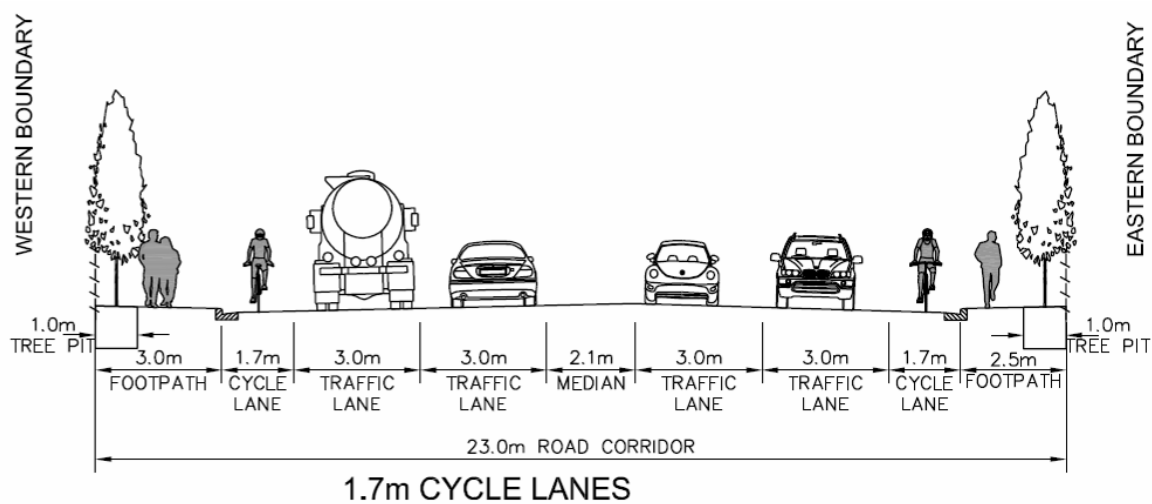 WESTERN BOUNDARY
EASTERN BOUNDARY
1.0m
TREE PIT
1.0m
TREE PIT
3.0m
FOOTPATH
1.7m
CYCLE
LANE
3.0m
TRAFFIC
LANE
3.0m
TRAFFIC
LANE
2.1m
MEDIAN
3.0m
TRAFFIC
LANE
3.0m
TRAFFIC
LANE
1.7m
CYCLE
LANE
2.5m
FOOTPATH
23.0m ROAD CORRIDOR
1.7m CYCLE LANES